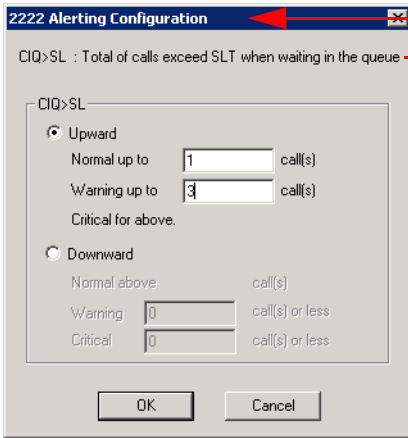 2222 Alerting Configuration
CIQ>SL : Total of calls exceed SLT when waiting in the queue
CIQ>SL
Upward
Normal up to 1 call(s)
Warning up to 3 call(s)
Critical for above.
Downward
Normal above call(s)
Warning 0 call(s) or less
Critical 0 call(s) or less
OK Cancel